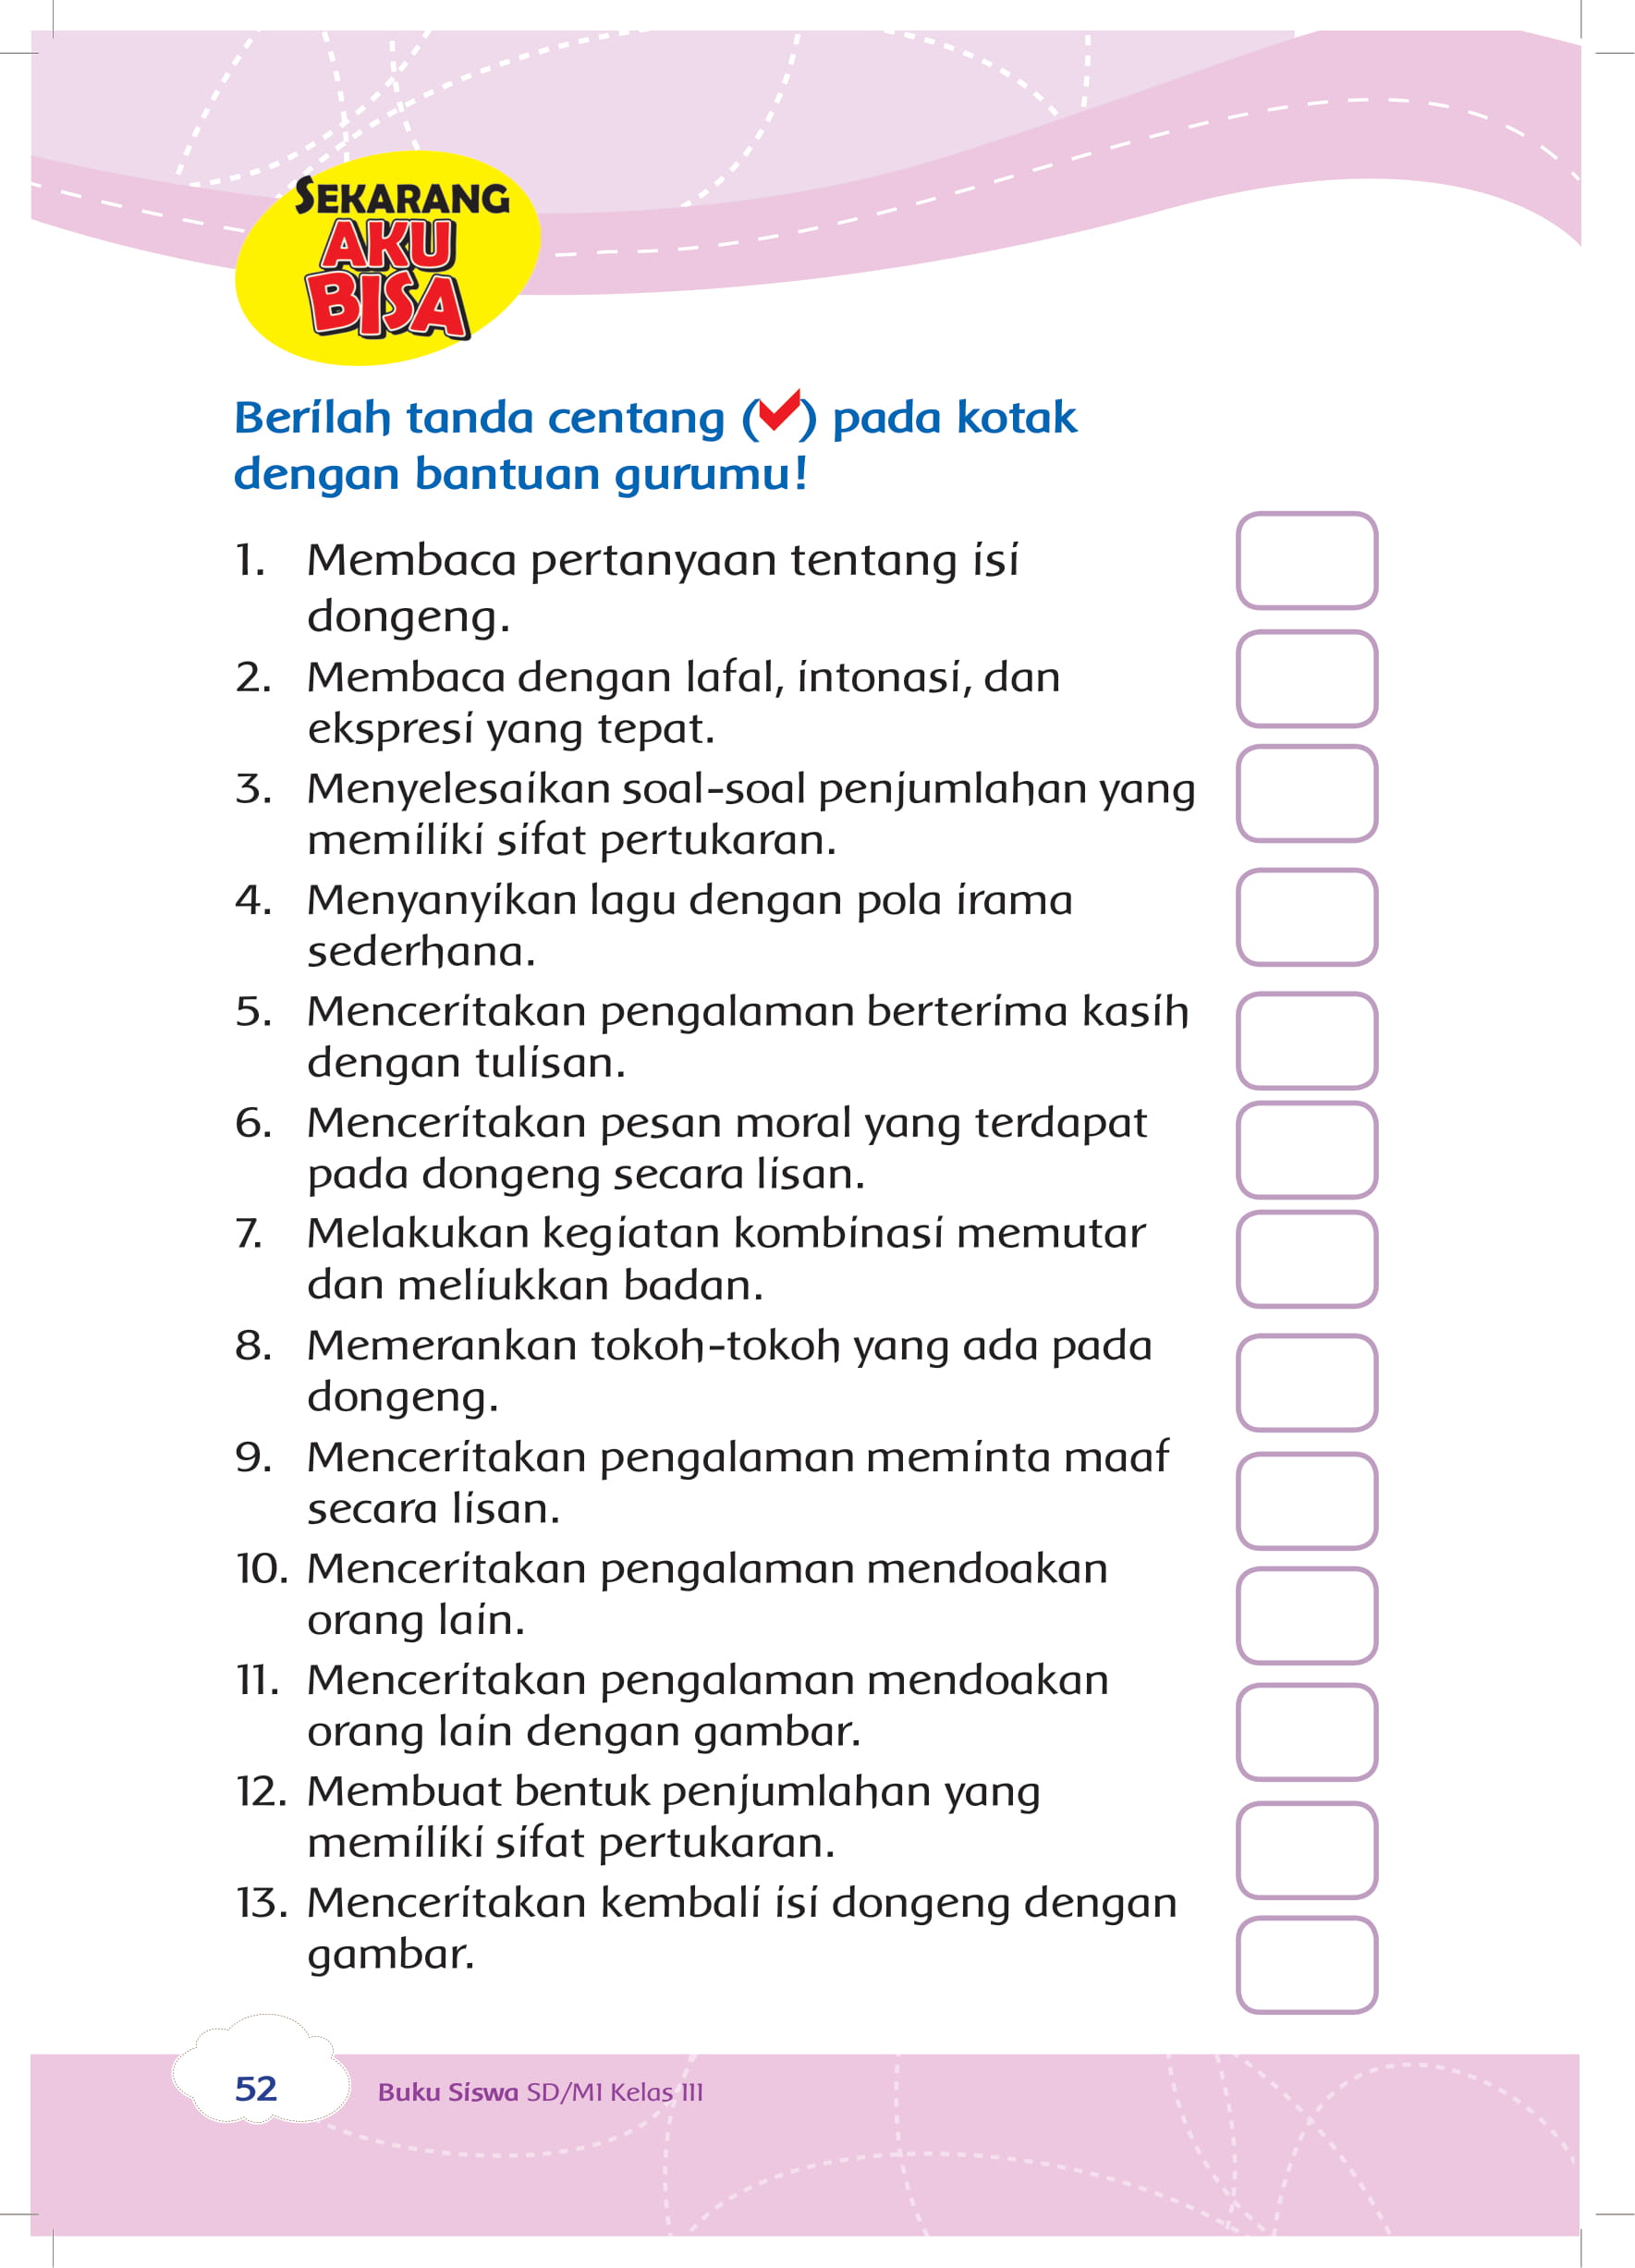 SEKARANG
AKU
BISA
Berilah tanda centang (✔) pada kotak
dengan bantuan gurumu!
1. Membaca pertanyaan tentang isi
dongeng.
2. Membaca dengan lafal, intonasi, dan
ekspresi yang tepat.
3. Menyelesaikan soal-soal penjumlahan yang
memiliki sifat pertukaran.
4. Menyanyikan lagu dengan pola irama
sederhana.
5. Menceritakan pengalaman berterima kasih
dengan tulisan.
6. Menceritakan pesan moral yang terdapat
pada dongeng secara lisan.
7. Melakukan kegiatan kombinasi memutar
dan meliukkan badan.
8. Memerankan tokoh-tokoh yang ada pada
dongeng.
9. Menceritakan pengalaman meminta maaf
secara lisan.
10. Menceritakan pengalaman mendoakan
orang lain.
11. Menceritakan pengalaman mendoakan
orang lain dengan gambar.
12. Membuat bentuk penjumlahan yang
memiliki sifat pertukaran.
13. Menceritakan kembali isi dongeng dengan
gambar.
52 Buku Siswa SD/MI Kelas III